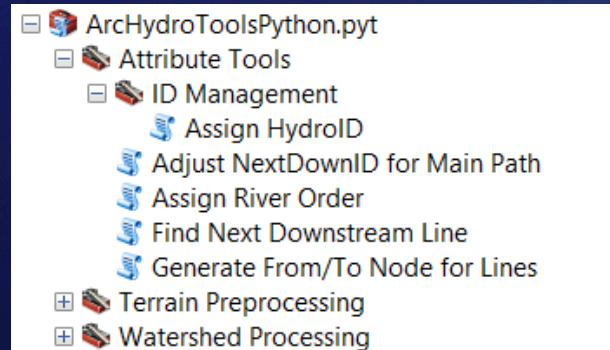 ArcHydroToolsPython.pyt
Attribute Tools
ID Management
Assign HydroID
Adjust NextDownID for Main Path
Assign River Order
Find Next Downstream Line
Generate From/To Node for Lines
Terrain Preprocessing
Watershed Processing